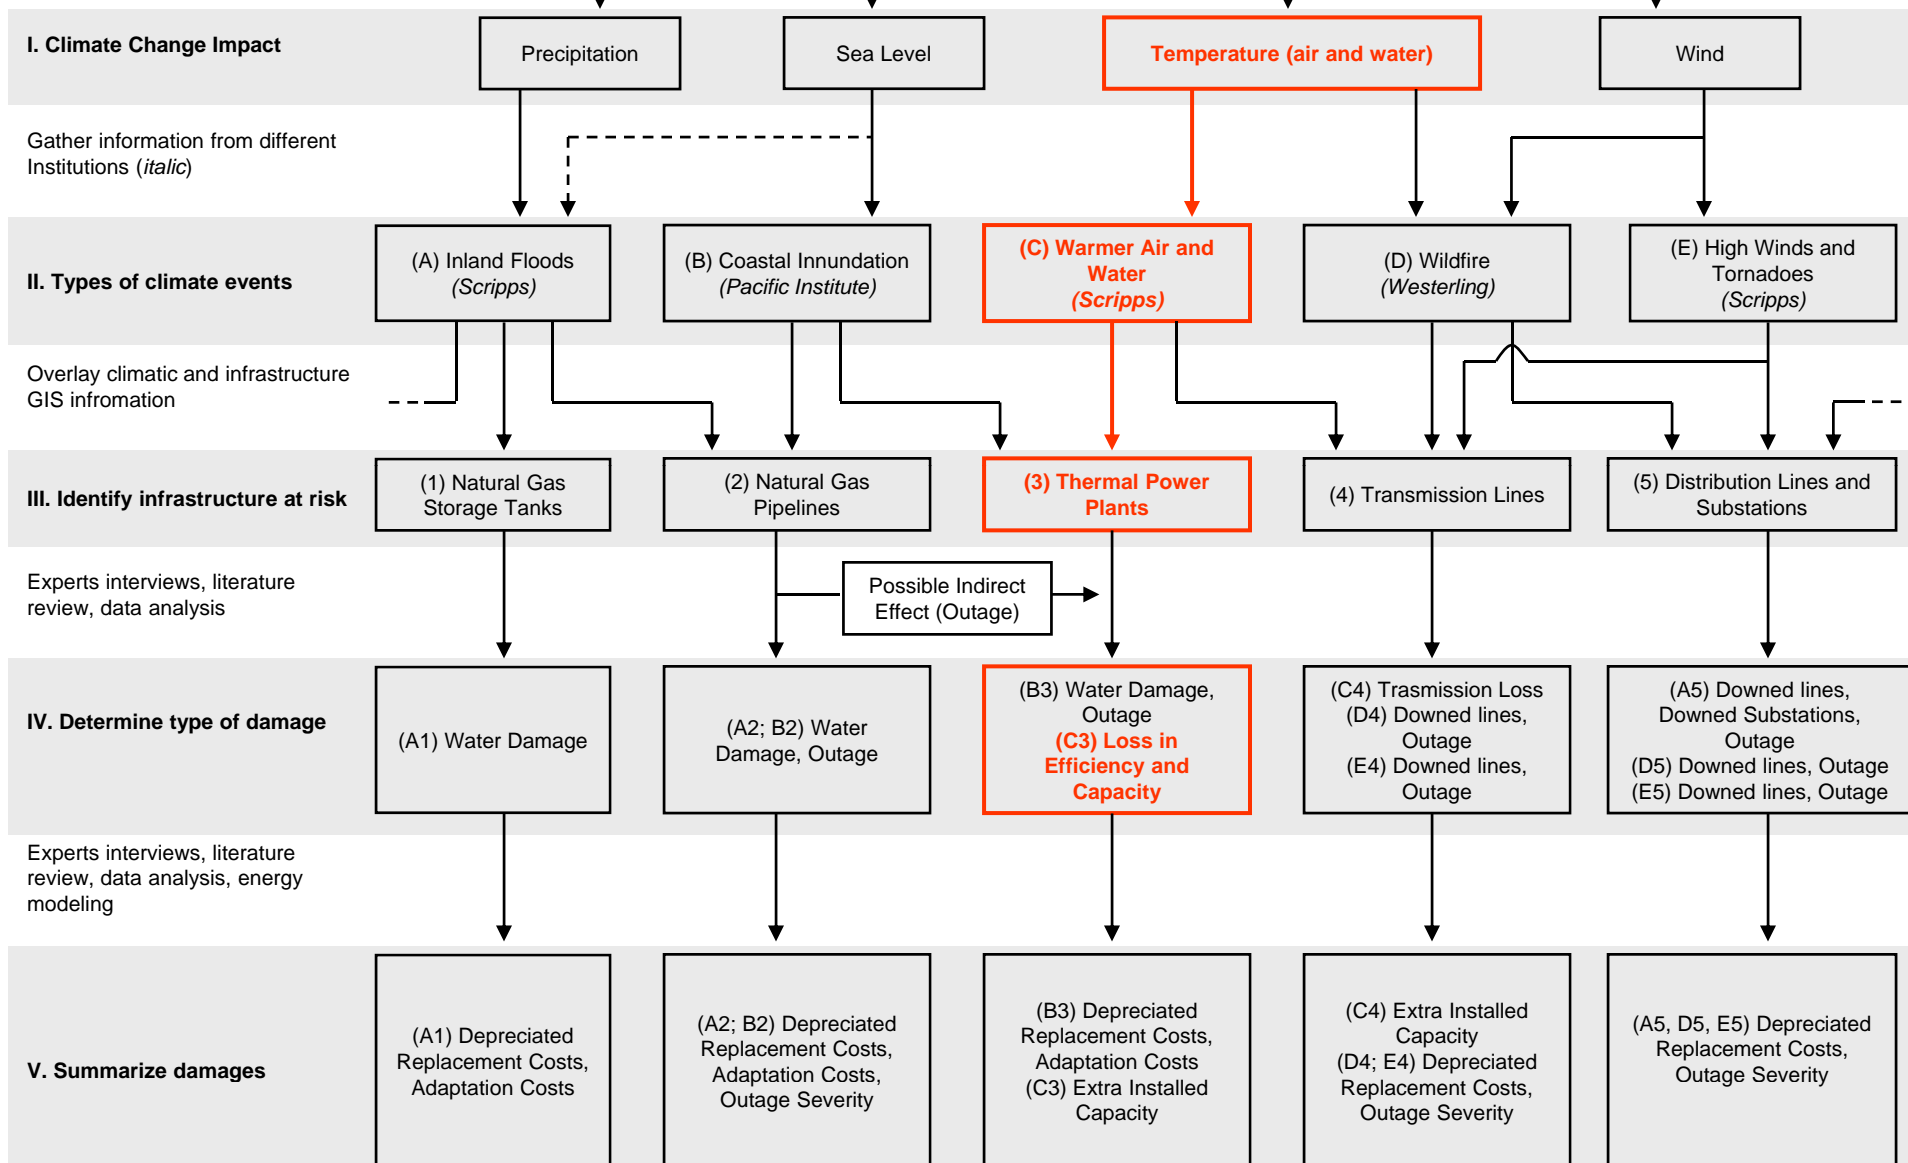 I. Climate Change Impact
Precipitation
Sea Level
Temperature (air and water)
Wind
Gather information from different
Institutions (italic)
II. Types of climate events
(A) Inland Floods
(Scripps)
(B) Coastal Innundation
(Pacific Institute)
(C) Warmer Air and
Water
(Scripps)
(D) Wildfire
(Westerling)
(E) High Winds and
Tornadoes
(Scripps)
Overlay climatic and infrastructure
GIS infromation
III. Identify infrastructure at risk
(1) Natural Gas
Storage Tanks
(2) Natural Gas
Pipelines
(3) Thermal Power
Plants
(4) Transmission Lines
(5) Distribution Lines and
Substations
Experts interviews, literature
review, data analysis
Possible Indirect
Effect (Outage)
IV. Determine type of damage
(A1) Water Damage
(A2; B2) Water
Damage, Outage
(B3) Water Damage,
Outage
(C3) Loss in
Efficiency and
Capacity
(C4) Trasmission Loss
(D4) Downed lines,
Outage
(E4) Downed lines,
Outage
(A5) Downed lines,
Downed Substations,
Outage
(D5) Downed lines, Outage
(E5) Downed lines, Outage
Experts interviews, literature
review, data analysis, energy
modeling
V. Summarize damages
(A1) Depreciated
Replacement Costs,
Adaptation Costs
(A2; B2) Depreciated
Replacement Costs,
Adaptation Costs,
Outage Severity
(B3) Depreciated
Replacement Costs,
Adaptation Costs
(C3) Extra Installed
Capacity
(C4) Extra Installed
Capacity
(D4; E4) Depreciated
Replacement Costs,
Outage Severity
(A5, D5, E5) Depreciated
Replacement Costs,
Outage Severity